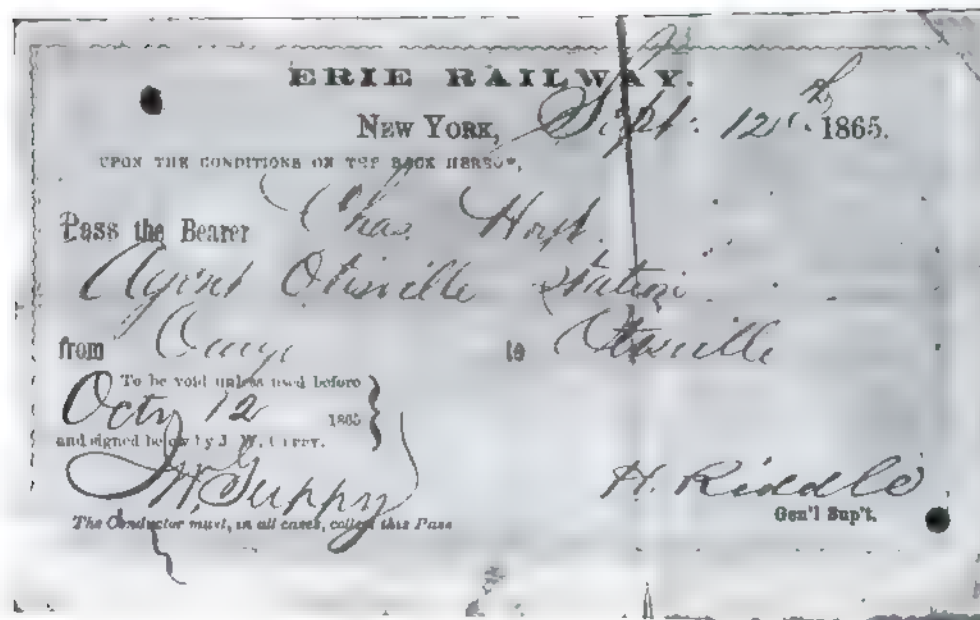 ERIE RAILWAY.
NEW YORK, Sept. 12th 1865.
UPON THE CONDITIONS ON THE BACK HEREOF,
Pass the Bearer Chas.
Agent Otisville Station
from to Otisville
To be void unless used before
Oct 12 1865
and signed below by J. W. GUPPY.
J W Guppy
H. Riddle
The Conductor must, in all cases, collect this Pass
Gen'l Sup't.